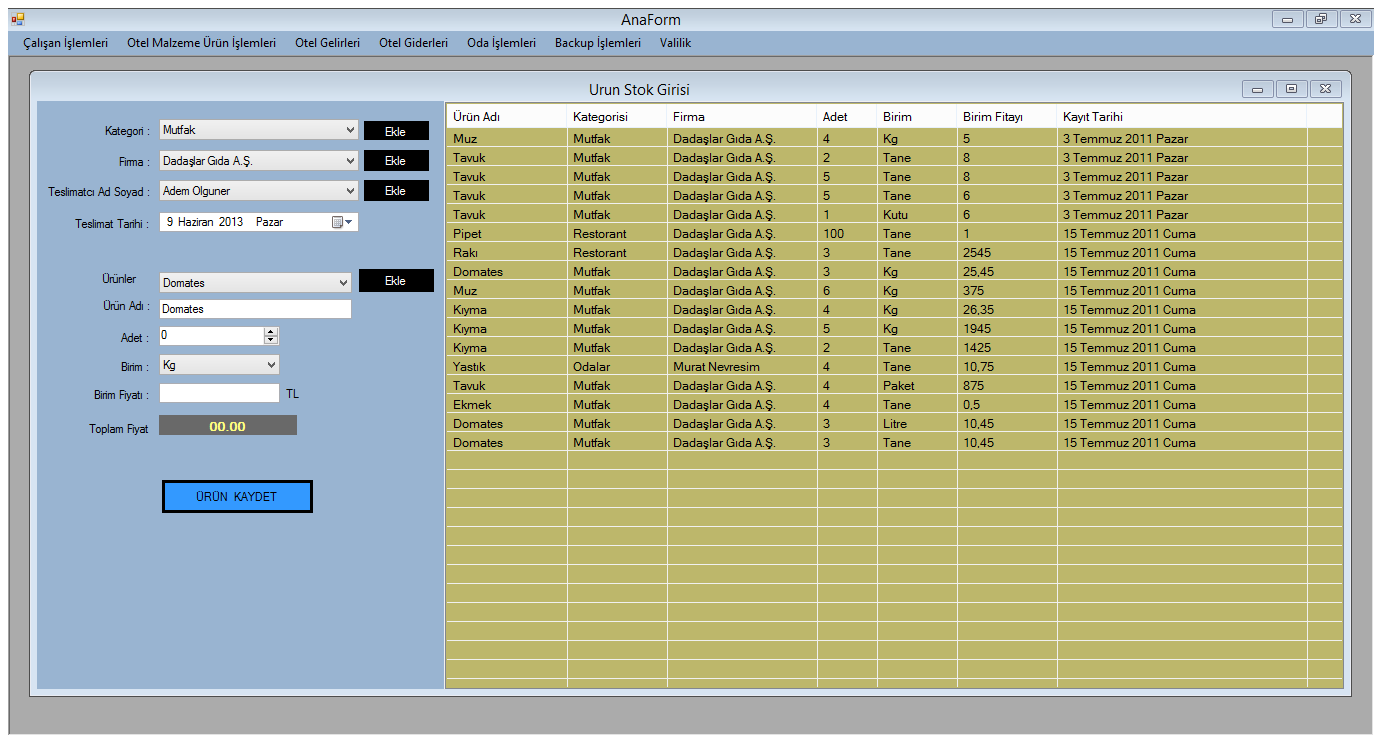 AnaForm
Çalışan İşlemleri Otel Malzeme Ürün İşlemleri Otel Gelirleri Otel Giderleri Oda İşlemleri Backup İşlemleri Valilik
Urun Stok Girisi
Kategori : Mutfak Ekle
Firma : Dadaşlar Gıda A.Ş. Ekle
Teslimatcı Ad Soyad : Adem Olguner Ekle
Teslimat Tarihi : 9 Haziran 2013 Pazar
Ürünler Domates Ekle
Ürün Adı : Domates
Adet : 0
Birim : Kg
Birim Fiyatı : TL
Toplam Fiyat 00.00
ÜRÜN KAYDET
Ürün Adı Kategorisi Firma Adet Birim Birim Fitayı Kayıt Tarihi
Muz Mutfak Dadaşlar Gıda A.Ş. 4 Kg 5 3 Temmuz 2011 Pazar
Tavuk Mutfak Dadaşlar Gıda A.Ş. 2 Tane 8 3 Temmuz 2011 Pazar
Tavuk Mutfak Dadaşlar Gıda A.Ş. 5 Tane 8 3 Temmuz 2011 Pazar
Tavuk Mutfak Dadaşlar Gıda A.Ş. 5 Tane 6 3 Temmuz 2011 Pazar
Tavuk Mutfak Dadaşlar Gıda A.Ş. 1 Kutu 6 3 Temmuz 2011 Pazar
Pipet Restorant Dadaşlar Gıda A.Ş. 100 Tane 1 15 Temmuz 2011 Cuma
Rakı Restorant Dadaşlar Gıda A.Ş. 3 Tane 2545 15 Temmuz 2011 Cuma
Domates Mutfak Dadaşlar Gıda A.Ş. 3 Kg 25,45 15 Temmuz 2011 Cuma
Muz Mutfak Dadaşlar Gıda A.Ş. 6 Kg 375 15 Temmuz 2011 Cuma
Kıyma Mutfak Dadaşlar Gıda A.Ş. 4 Kg 26,35 15 Temmuz 2011 Cuma
Kıyma Mutfak Dadaşlar Gıda A.Ş. 5 Kg 1945 15 Temmuz 2011 Cuma
Kıyma Mutfak Dadaşlar Gıda A.Ş. 2 Tane 1425 15 Temmuz 2011 Cuma
Yastık Odalar Murat Nevresim 4 Tane 10,75 15 Temmuz 2011 Cuma
Tavuk Mutfak Dadaşlar Gıda A.Ş. 4 Paket 875 15 Temmuz 2011 Cuma
Ekmek Mutfak Dadaşlar Gıda A.Ş. 4 Tane 0,5 15 Temmuz 2011 Cuma
Domates Mutfak Dadaşlar Gıda A.Ş. 3 Litre 10,45 15 Temmuz 2011 Cuma
Domates Mutfak Dadaşlar Gıda A.Ş. 3 Tane 10,45 15 Temmuz 2011 Cuma